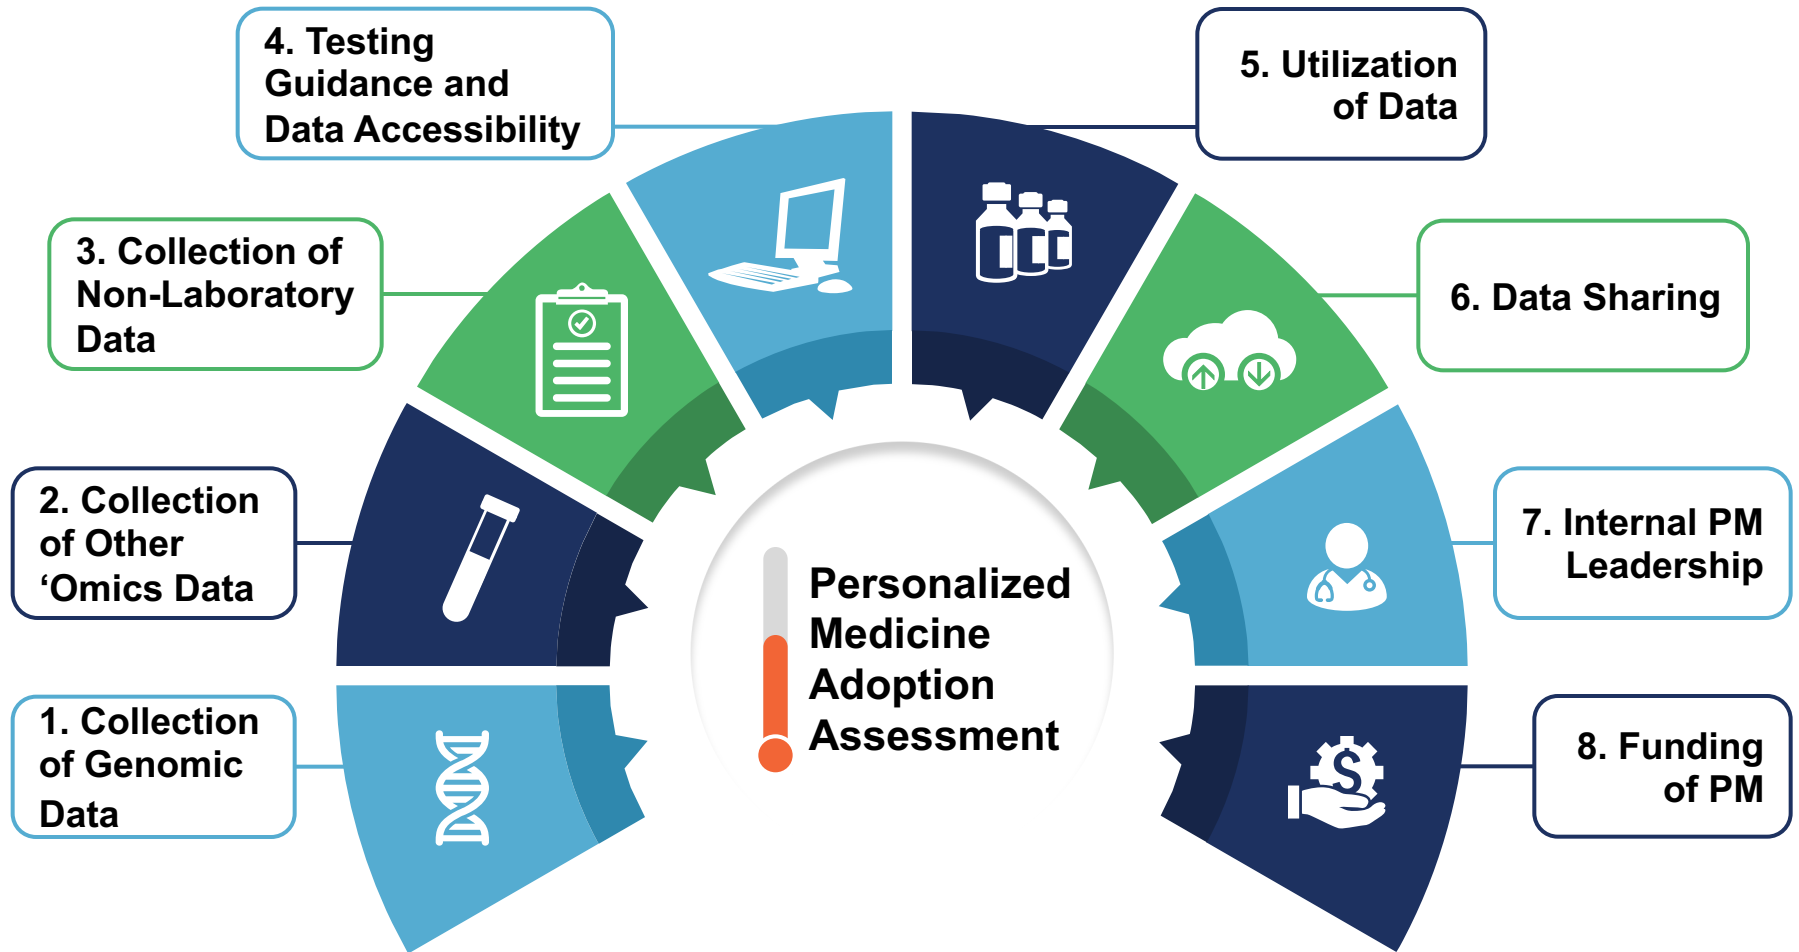 4. Testing
Guidance and
Data Accessibility
5. Utilization
of Data
3. Collection of
Non-Laboratory
Data
6. Data Sharing
2. Collection
of Other
‘Omics Data
7. Internal PM
Leadership
1. Collection
of Genomic
Data
8. Funding
of PM
Personalized
Medicine
Adoption
Assessment
$